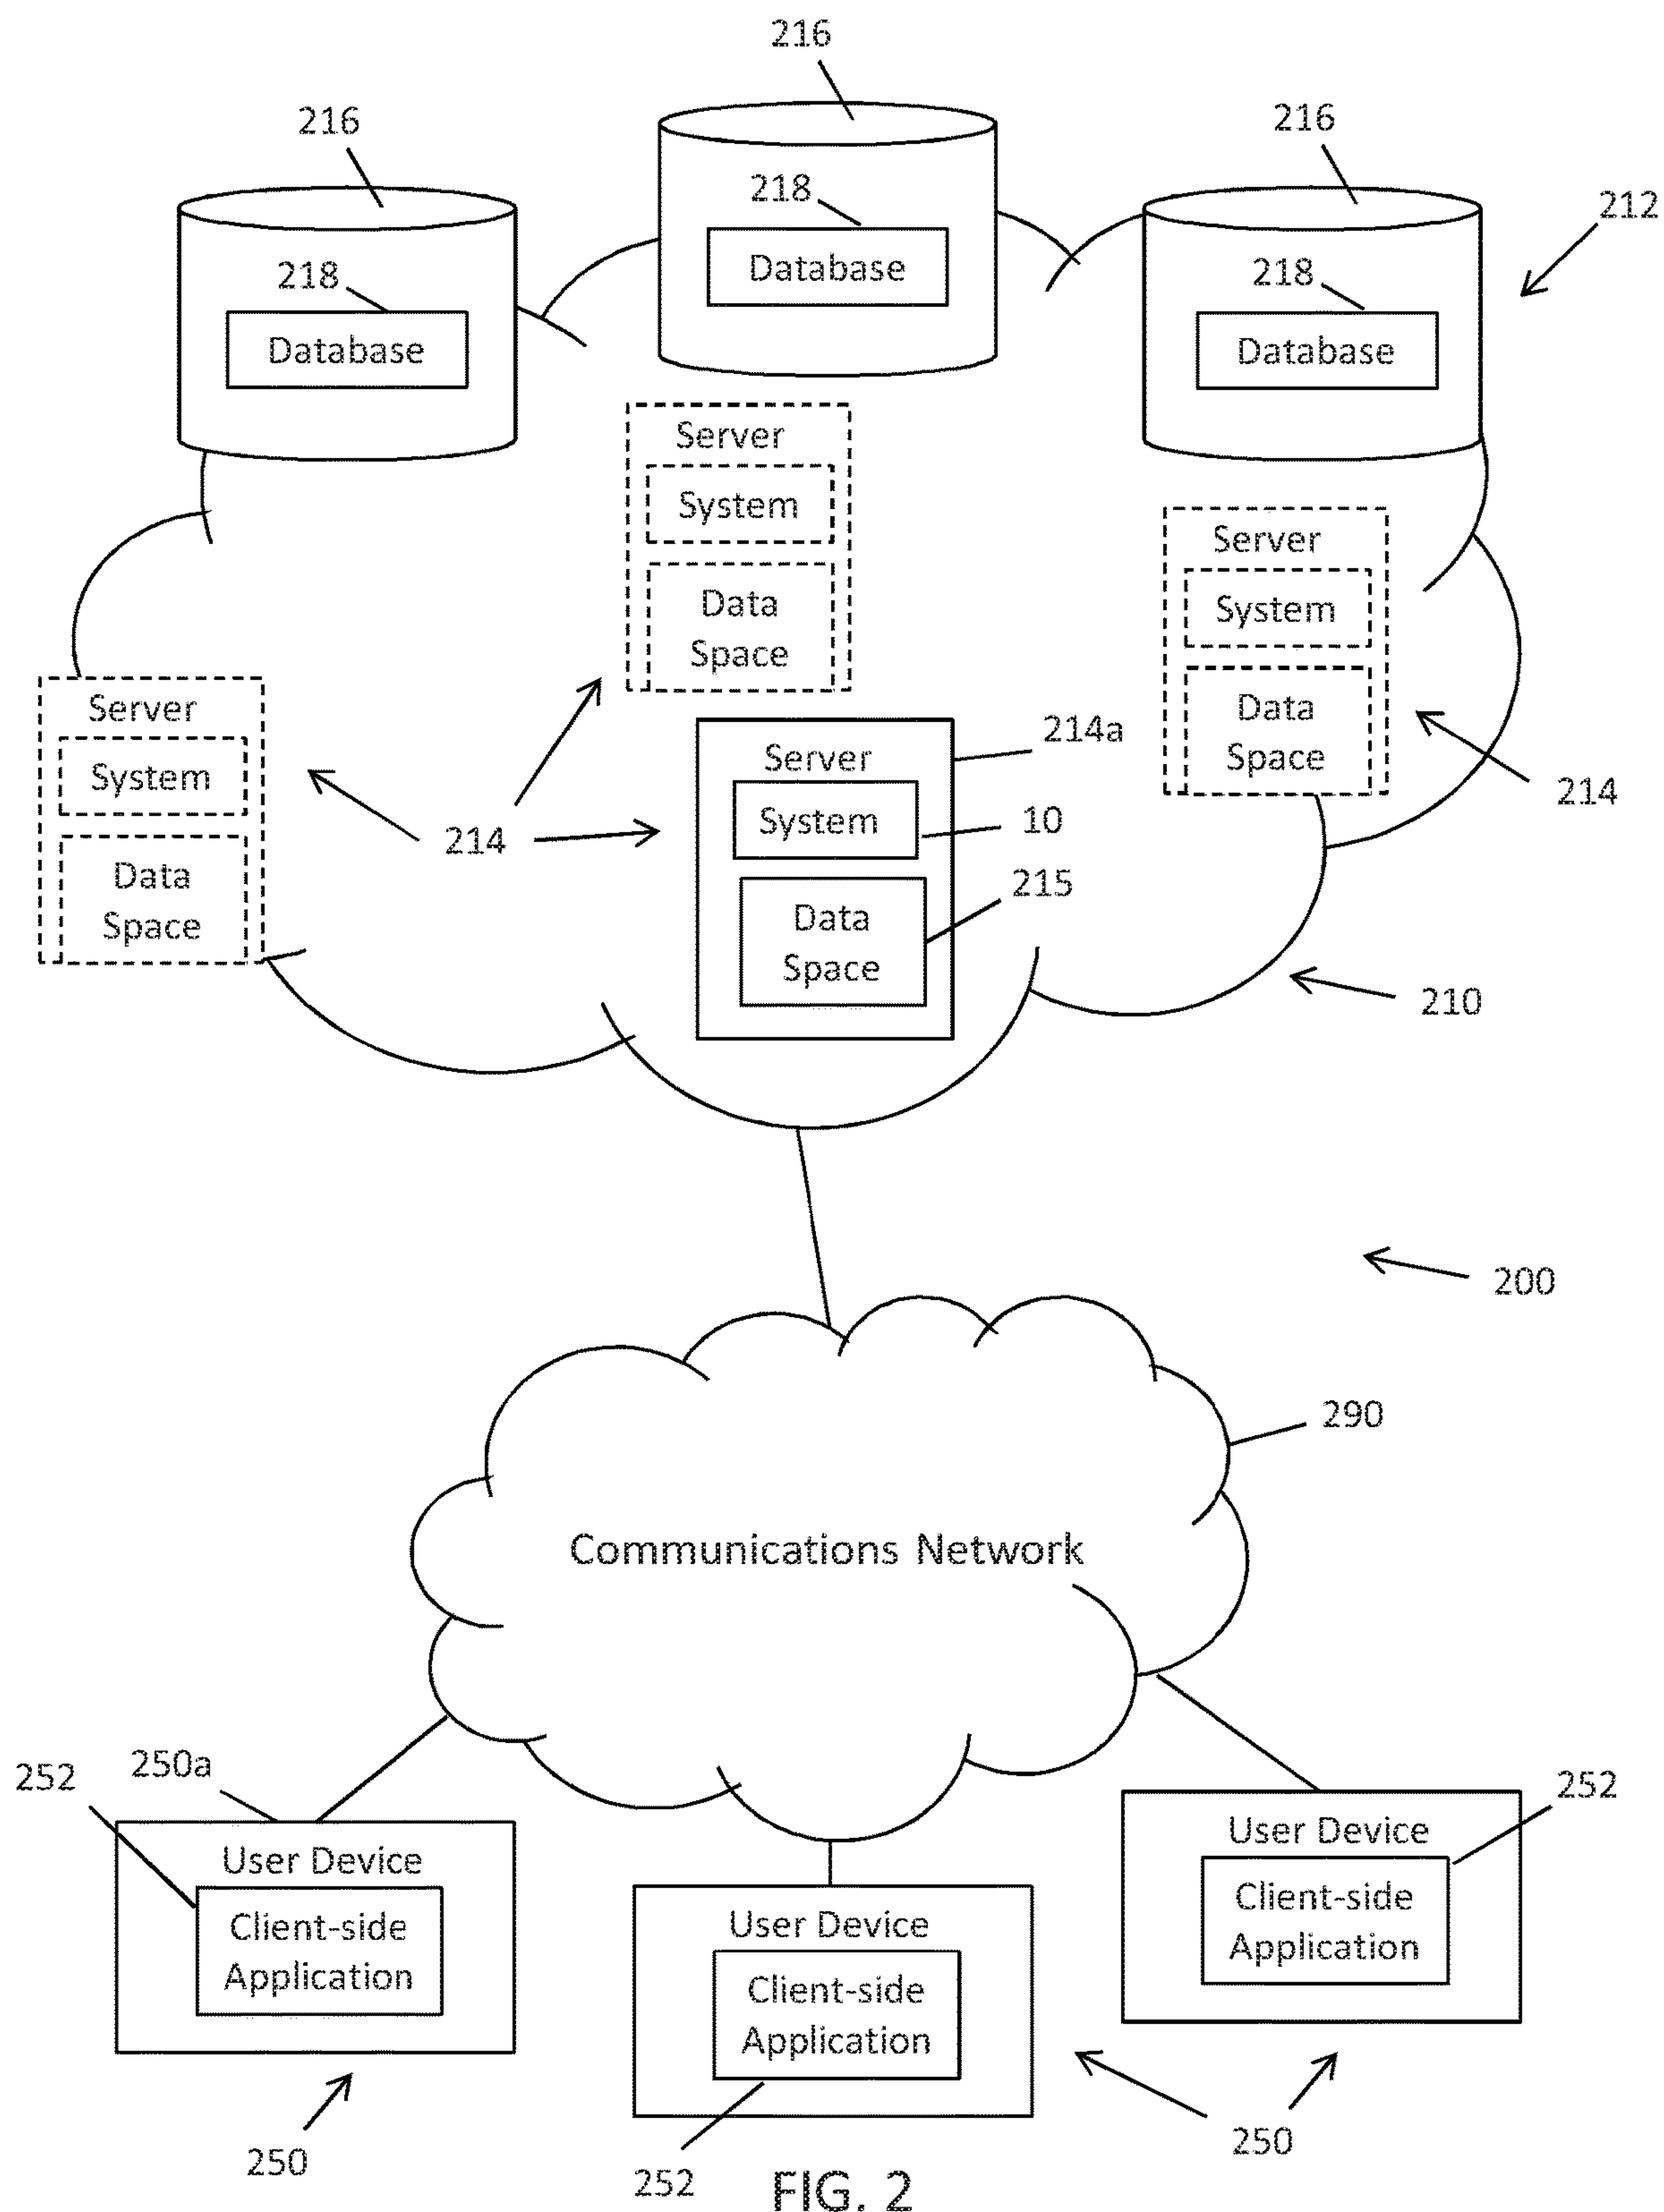 216
216
216
212
218
218
218
Database
Database
Database
Server
System
Data
Space
Server
System
Data
Space
Server
System
Data
Space
214
Server
214a
System
10
215
Data
Space
214
210
200
290
Communications Network
252
250a
User Device
Client-side
Application
250
User Device
Client-side
Application
252
User Device
252
Client-side
Application
250
FIG. 2